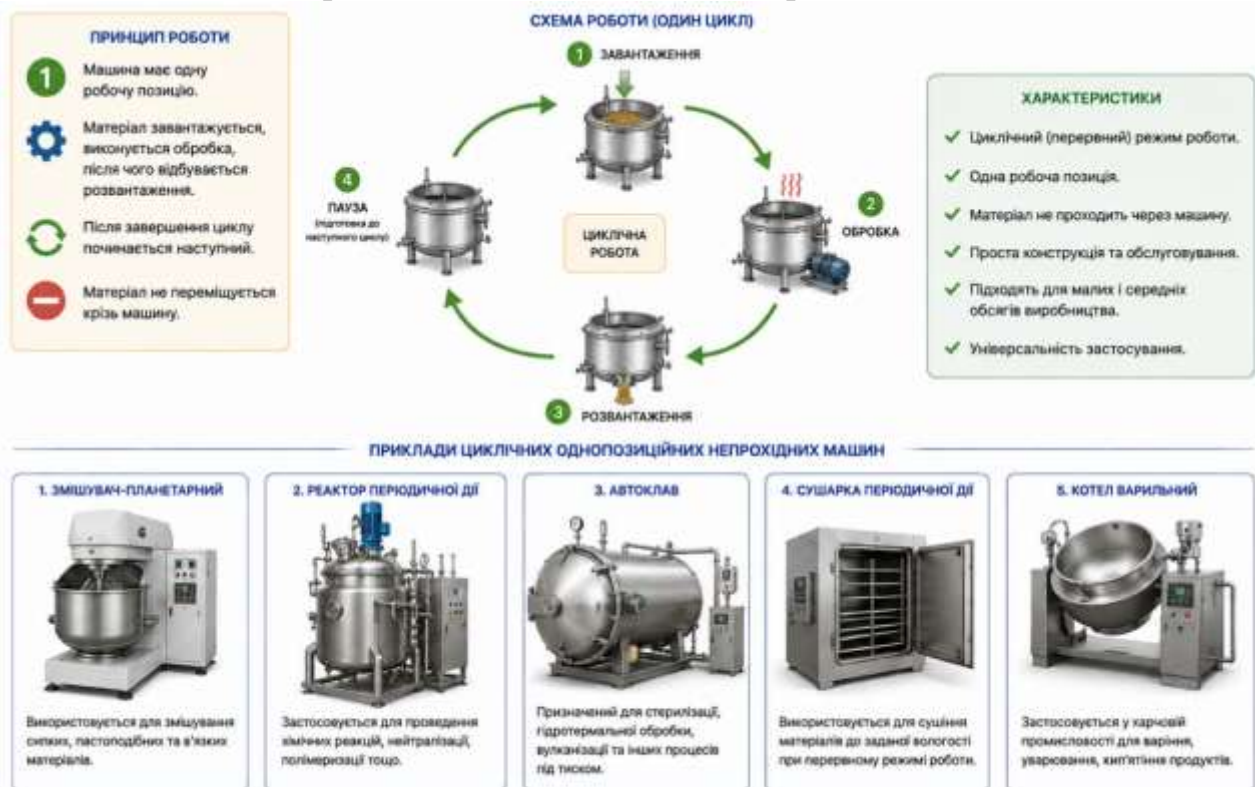 ПРИНЦИП РОБОТИ
1
Машина має одну
робочу позицію.
Матеріал завантажується,
виконується обробка,
після чого відбувається
розвантаження.
Після завершення циклу
починається наступний.
Матеріал не переміщується
крізь машину.
СХЕМА РОБОТИ (ОДИН ЦИКЛ)
1 ЗАВАНТАЖЕННЯ
2
ОБРОБКА
3 РОЗВАНТАЖЕННЯ
4
ПАУЗА
(підготовка до
наступного циклу)
ЦИКЛІЧНА
РОБОТА
ХАРАКТЕРИСТИКИ
✓ Циклічний (перервний) режим роботи.
✓ Одна робоча позиція.
✓ Матеріал не проходить через машину.
✓ Проста конструкція та обслуговування.
✓ Підходять для малих і середніх
обсягів виробництва.
✓ Універсальність застосування.
ПРИКЛАДИ ЦИКЛІЧНИХ ОДНОПОЗИЦІЙНИХ НЕПРОХІДНИХ МАШИН
1. ЗМІШУВАЧ-ПЛАНЕТАРНИЙ
Використовується для змішування
сипких, пастоподібних та в'язких
матеріалів.
2. РЕАКТОР ПЕРІОДИЧНОЇ ДІЇ
Застосовується для проведення
хімічних реакцій, нейтралізації,
полімеризації тощо.
3. АВТОКЛАВ
Призначений для стерилізації,
гідротермальної обробки,
вулканізації та інших процесів
під тиском.
4. СУШАРКА ПЕРІОДИЧНОЇ ДІЇ
Використовується для сушіння
матеріалів до заданої вологості
при перервному режимі роботи.
5. КОТЕЛ ВАРИЛЬНИЙ
Застосовується у харчовій
промисловості для варіння,
уварювання, кип'ятіння продуктів.